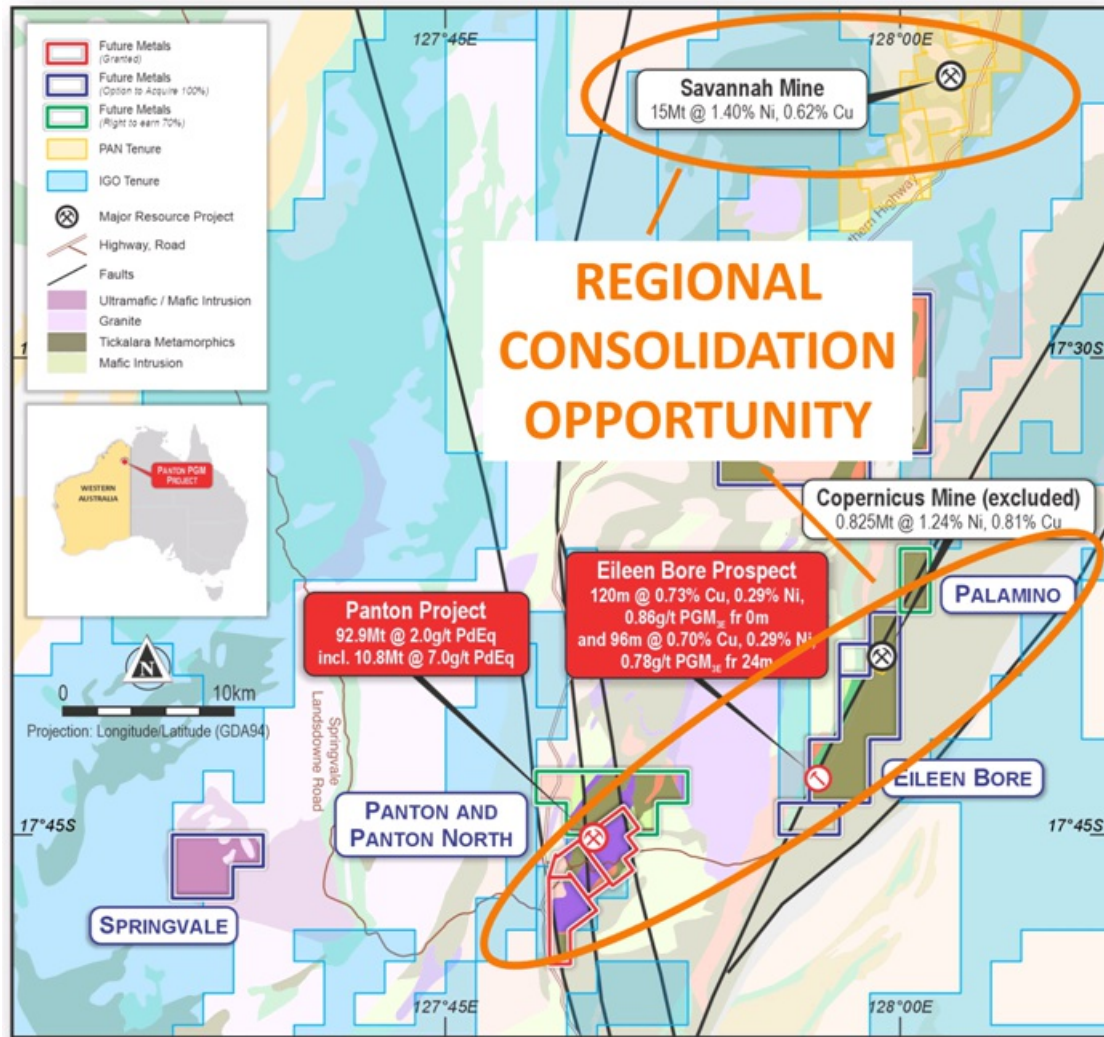 127°45E
128°00E
Future Metals
(Granted)
Future Metals
(Option to Acquire 100%)
Future Metals
(Right to earn 70%)
PAN Tenure
IGO Tenure
Major Resource Project
Highway, Road
Faults
Ultramafic / Mafic Intrusion
Granite
Tickalara Metamorphics
Mafic Intrusion
Savannah Mine
15Mt @ 1.40% Ni, 0.62% Cu
Highway
REGIONAL
CONSOLIDATION
OPPORTUNITY
17°30S
WESTERN
AUSTRALIA
PANTON PGM
PROJECT
Copernicus Mine (excluded)
0.825Mt @ 1.24% Ni, 0.81% Cu
Eileen Bore Prospect
120m @ 0.73% Cu, 0.29% Ni,
0.86g/t PGM3E fr 0m
and 96m @ 0.70% Cu, 0.29% Ni,
0.78g/t PGM3E fr 24m
PALAMINO
Panton Project
92.9Mt @ 2.0g/t PdEq
incl. 10.8Mt @ 7.0g/t PdEq
N
0 10km
Projection: Longitude/Latitude (GDA94)
Springvale
Landsdowne Road
EILEEN BORE
PANTON AND
PANTON NORTH
17°45S
17°45S
SPRINGVALE
127°45E
128°00E